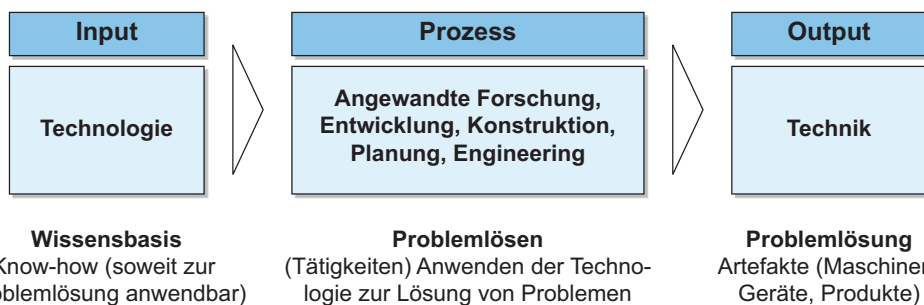 Input
Prozess
Output
Technologie
Angewandte Forschung,
Entwicklung, Konstruktion,
Planung, Engineering
Technik
Wissensbasis
Know-how (soweit zur
oblemlösung anwendbar)
Problemlösen
(Tätigkeiten) Anwenden der Techno-
logie zur Lösung von Problemen
Problemlösung
Artefakte (Maschinen
Geräte, Produkte)